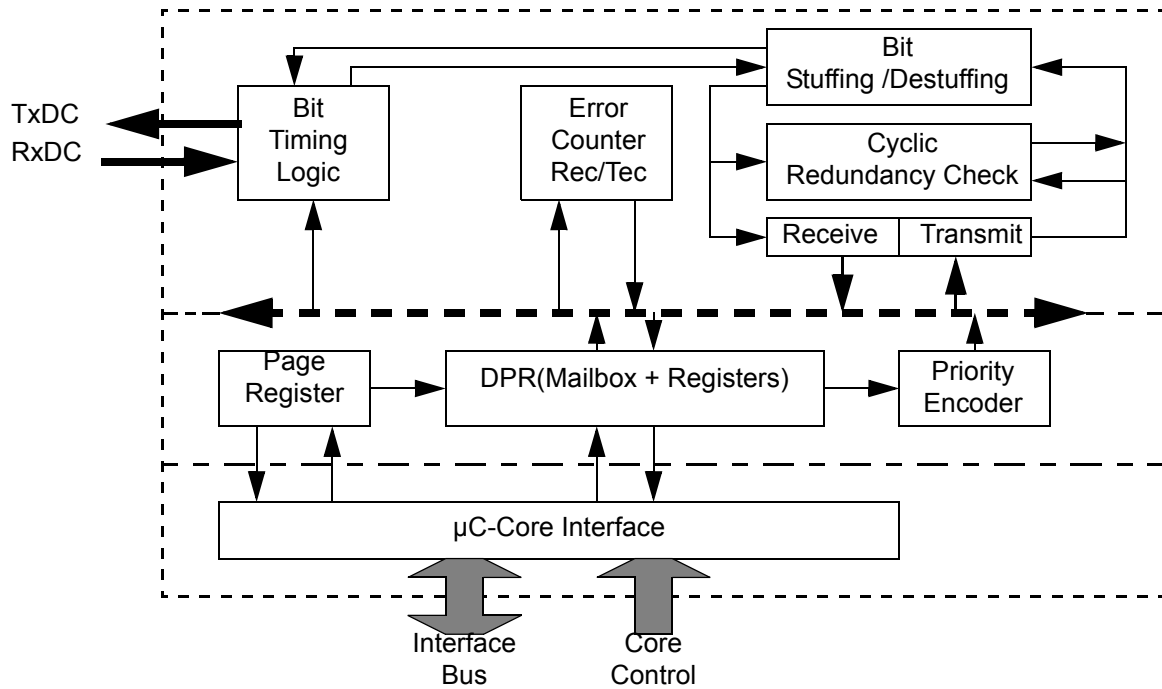 Bit
Stuffing /Destuffing
TxDC
RxDC
Bit
Timing
Logic
Error
Counter
Rec/Tec
Cyclic
Redundancy Check
Receive
Transmit
Page
Register
DPR(Mailbox + Registers)
Priority
Encoder
µC-Core Interface
Interface
Bus
Core
Control